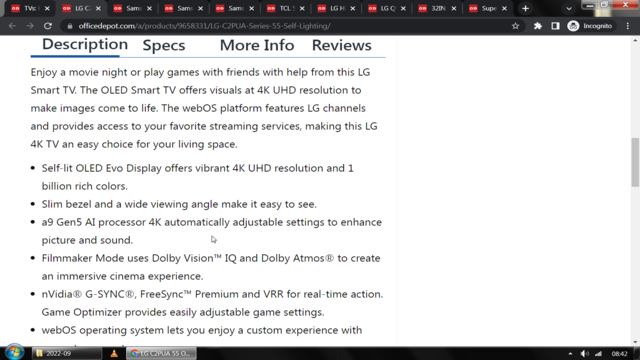 TVs
LG C
Sams
Sams
Sams
TCL S
LG H
LG Q
32IN
Supe
officedepot.com/a/products/9658331/LG-C2PUA-Series-55-Self-Lighting/
Incognito
Description Specs More Info Reviews
Enjoy a movie night or play games with friends with help from this LG
Smart TV. The OLED Smart TV offers visuals at 4K UHD resolution to
make images come to life. The webOS platform features LG channels
and provides access to your favorite streaming services, making this LG
4K TV an easy choice for your living space.
Self-lit OLED Evo Display offers vibrant 4K UHD resolution and 1
billion rich colors.
Slim bezel and a wide viewing angle make it easy to see.
a9 Gen5 AI processor 4K automatically adjustable settings to enhance
picture and sound.
Filmmaker Mode uses Dolby Vision™ IQ and Dolby Atmos® to create
an immersive cinema experience.
nVidia® G-SYNC®, FreeSync™ Premium and VRR for real-time action.
Game Optimizer provides easily adjustable game settings.
webOS operating system lets you enjoy a custom experience with
2022-09
LG C2PUA 55 O...
08:42